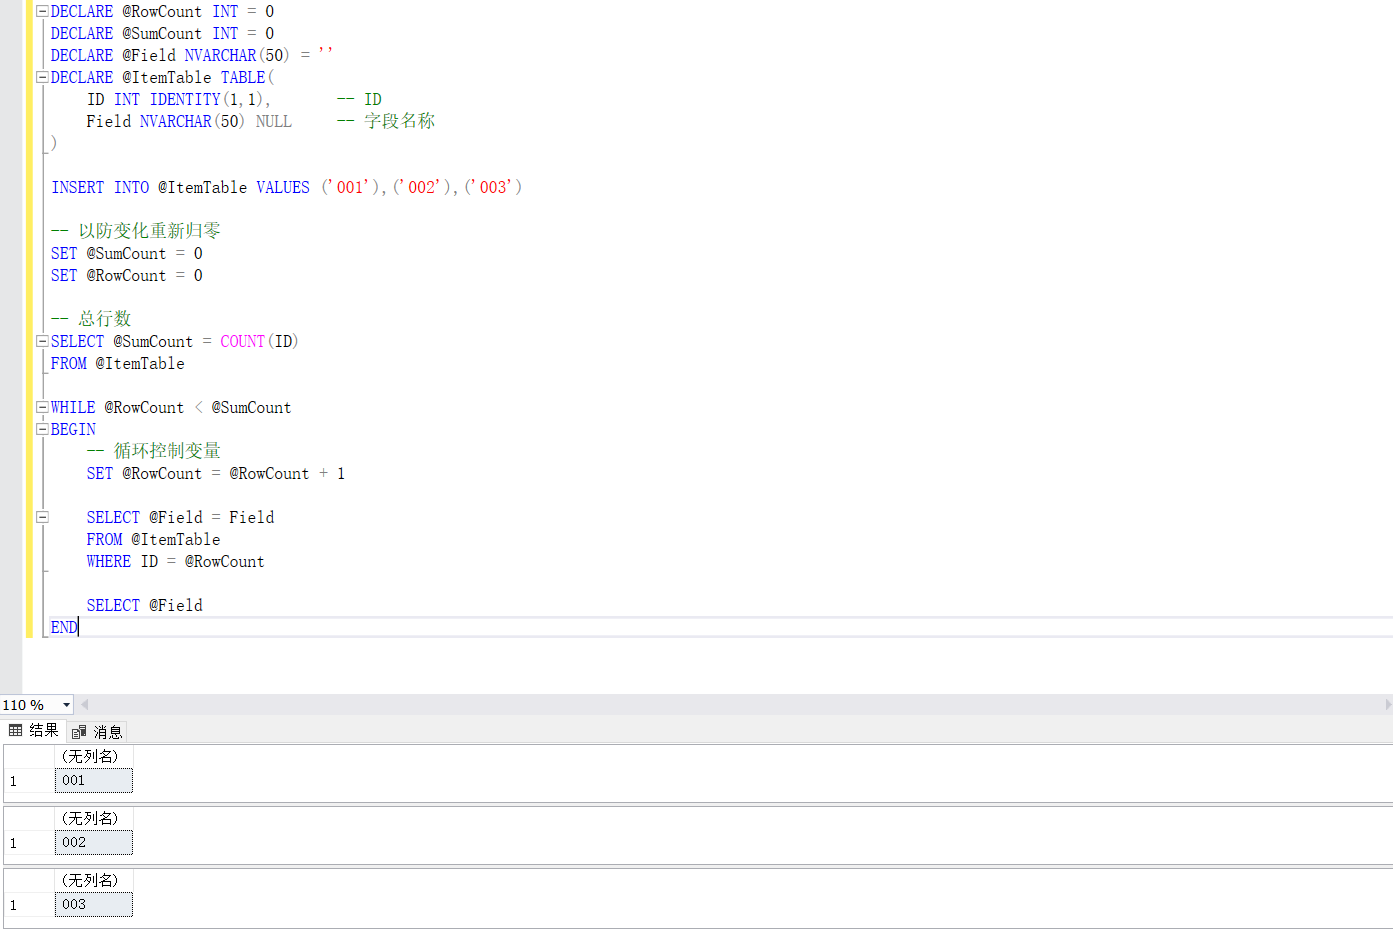 DECLARE @RowCount INT = 0
DECLARE @SumCount INT = 0
DECLARE @Field NVARCHAR(50) = ''
DECLARE @ItemTable TABLE(
    ID INT IDENTITY(1,1),       -- ID
    Field NVARCHAR(50) NULL     -- 字段名称
)
INSERT INTO @ItemTable VALUES ('001'),('002'),('003')
-- 以防变化重新归零
SET @SumCount = 0
SET @RowCount = 0
-- 总行数
SELECT @SumCount = COUNT(ID)
FROM @ItemTable
WHILE @RowCount < @SumCount
BEGIN
    -- 循环控制变量
    SET @RowCount = @RowCount + 1
    SELECT @Field = Field
    FROM @ItemTable
    WHERE ID = @RowCount
    SELECT @Field
END
110 %
结果 消息
(无列名)
1 001
(无列名)
1 002
(无列名)
1 003